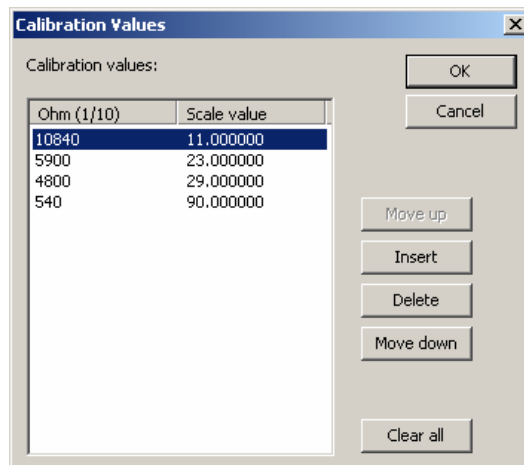 Calibration Values
Calibration values:
OK
Cancel
Ohm (1/10) Scale value
10840 11.000000
5900 23.000000
4800 29.000000
540 90.000000
Move up
Insert
Delete
Move down
Clear all